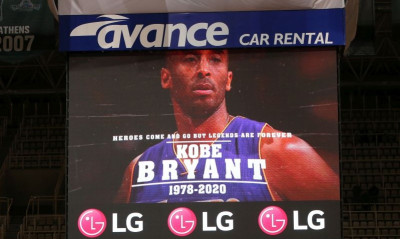 ATHENS
2007
avance CAR RENTAL
HEROES COME AND GO BUT LEGENDS ARE FOREVER
KOBE
BRYANT
1978-2020
LG LG LG